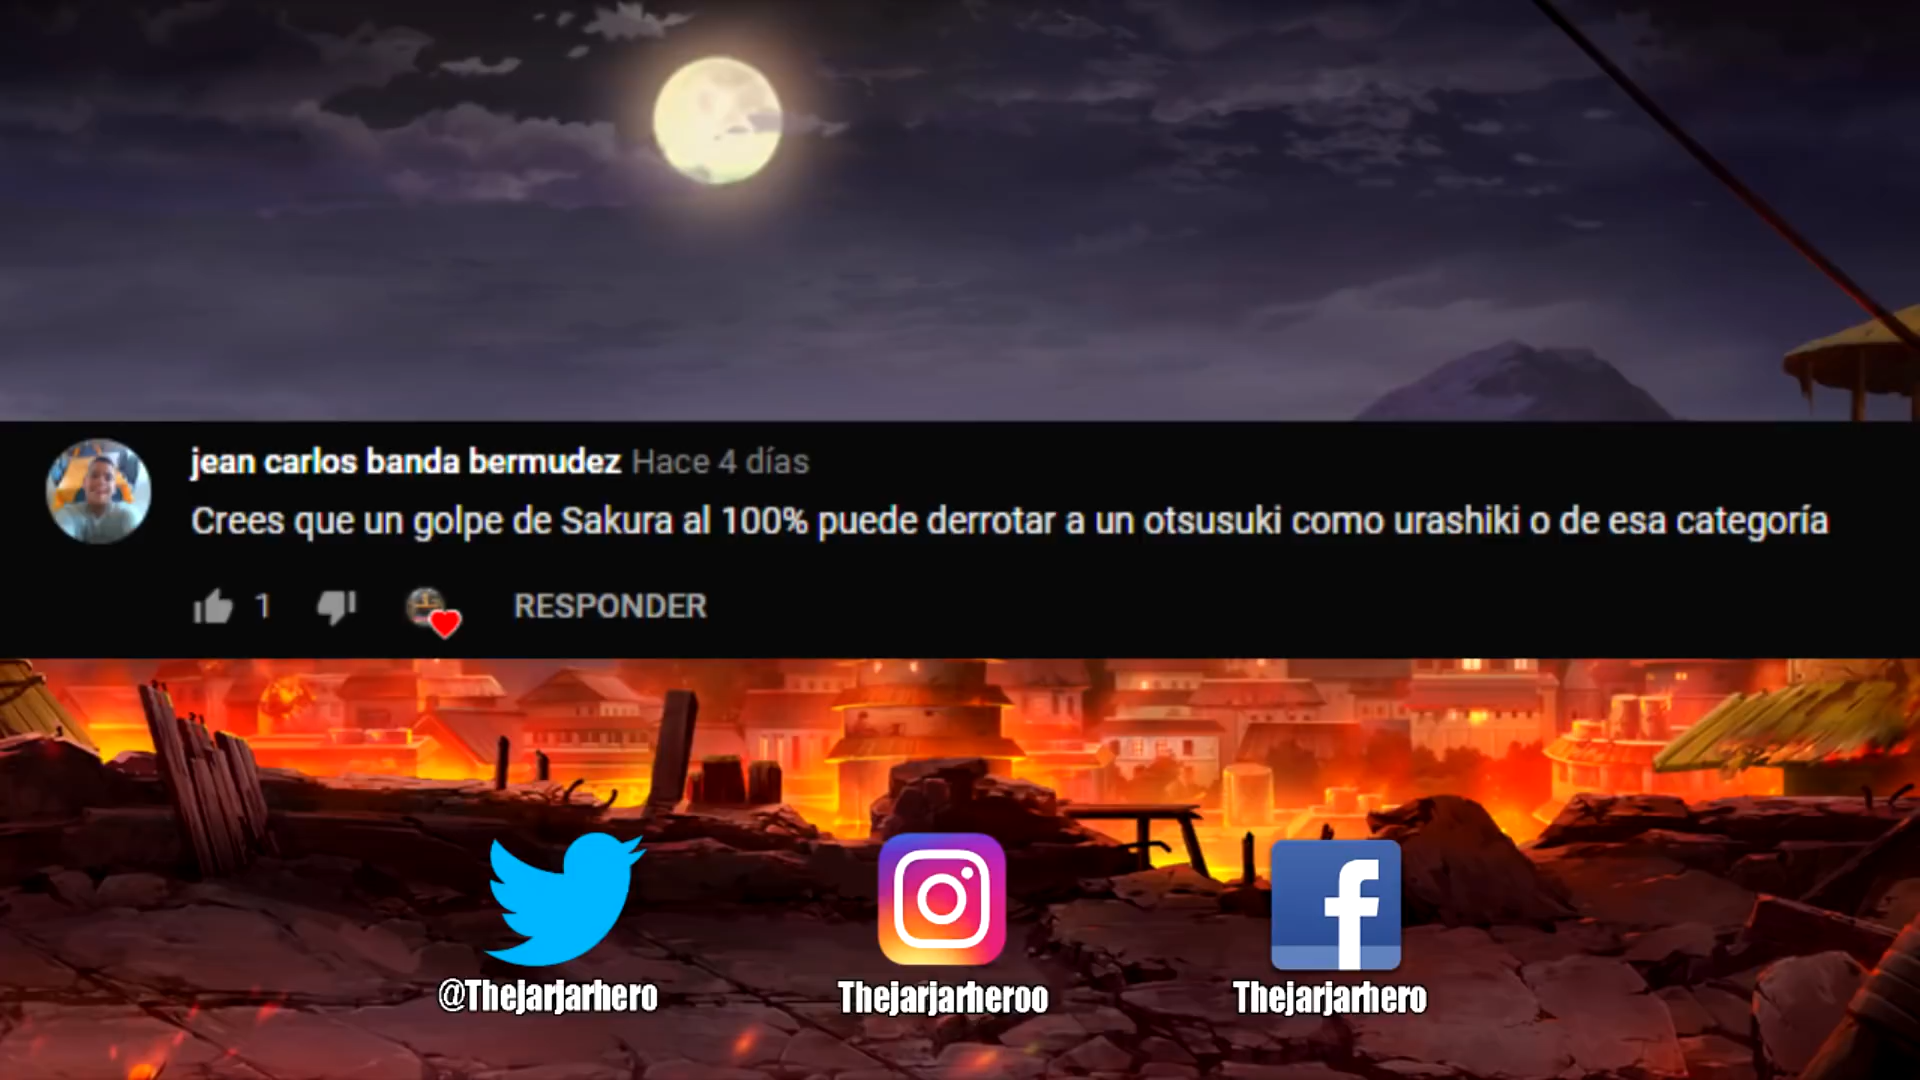 jean carlos banda bermudez Hace 4 días
Crees que un golpe de Sakura al 100% puede derrotar a un otsusuki como urashiki o de esa categoría
1 RESPONDER
@TheJarJarhero Thejarjarheroo Thejarjarhero